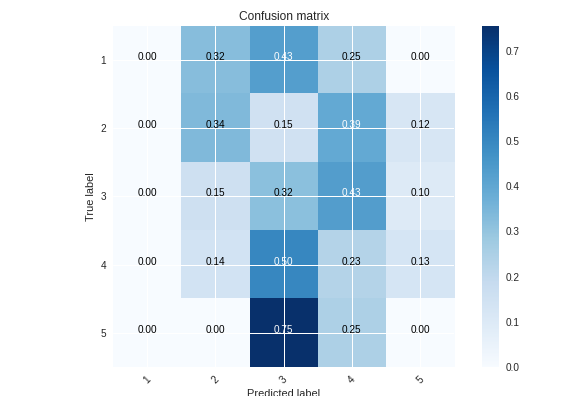 Confusion matrix
0.7
1 0.00 0.32 0.43 0.25 0.00
0.6
2 0.00 0.34 0.15 0.39 0.12
0.5
0.4
True label
3 0.00 0.15 0.32 0.43 0.10
0.3
4 0.00 0.14 0.50 0.23 0.13
0.2
5 0.00 0.00 0.75 0.25 0.00
0.1
0.0
1 2 3 4 5
Predicted label